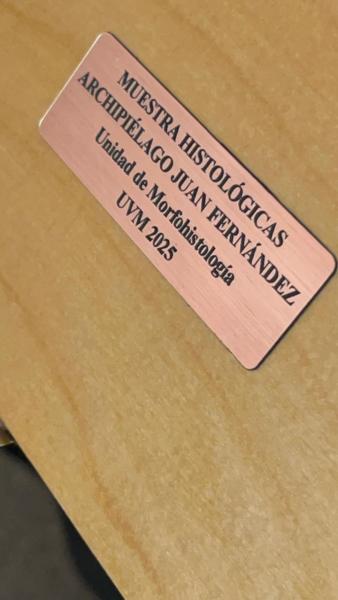 MUESTRA HISTOLÓGICAS
ARCHIPIÉLAGO JUAN FERNÁNDEZ
Unidad de Morfohistología
UVM 2025